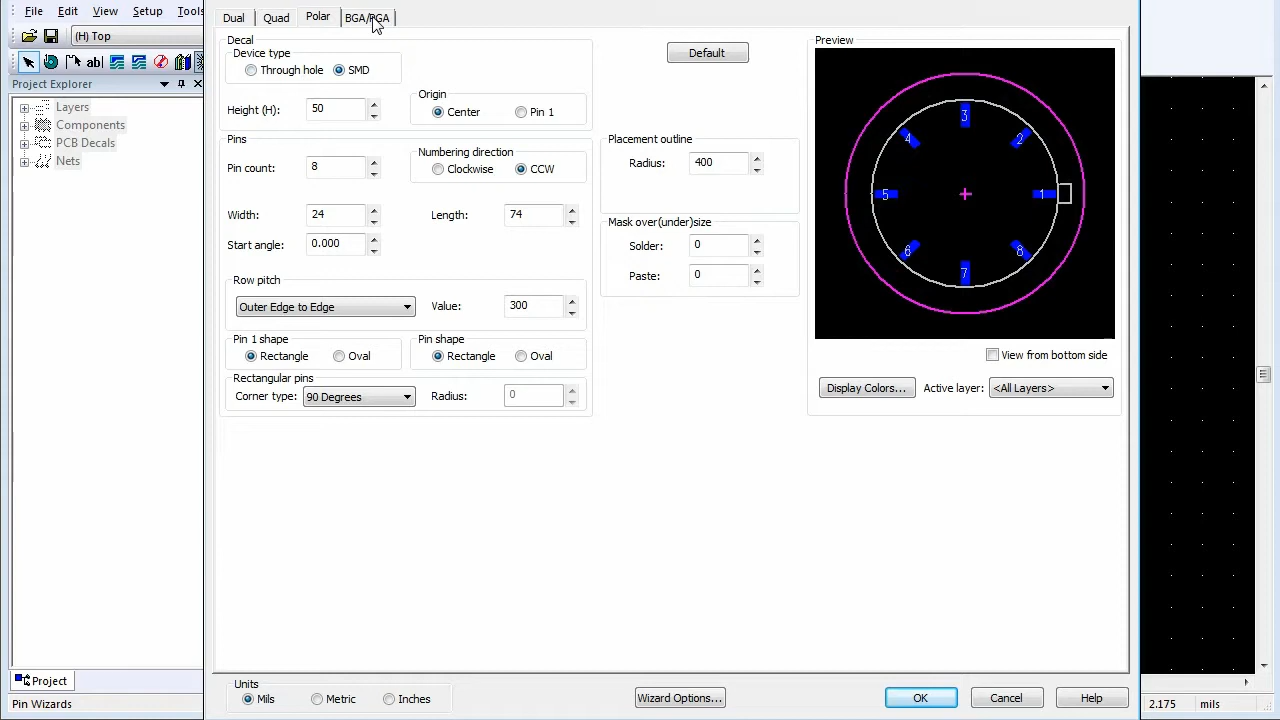 File Edit View Setup Tools
(H) Top
ab|
Project Explorer
Layers
Components
PCB Decals
Nets
Project
Pin Wizards
Dual Quad Polar BGA/PGA
Decal
Device type
Through hole SMD
Height (H): 50
Origin
Center Pin 1
Pins
Pin count: 8
Numbering direction
Clockwise CCW
Width: 24 Length: 74
Start angle: 0.000
Row pitch
Outer Edge to Edge Value: 300
Pin 1 shape
Rectangle Oval
Pin shape
Rectangle Oval
Rectangular pins
Corner type: 90 Degrees Radius: 0
Default
Placement outline
Radius: 400
Mask over(under)size
Solder: 0
Paste: 0
Preview
3
4 2
5 1
6 8
7
View from bottom side
Display Colors... Active layer: <All Layers>
Units
Mils Metric Inches
Wizard Options... OK Cancel Help
2.175 mils